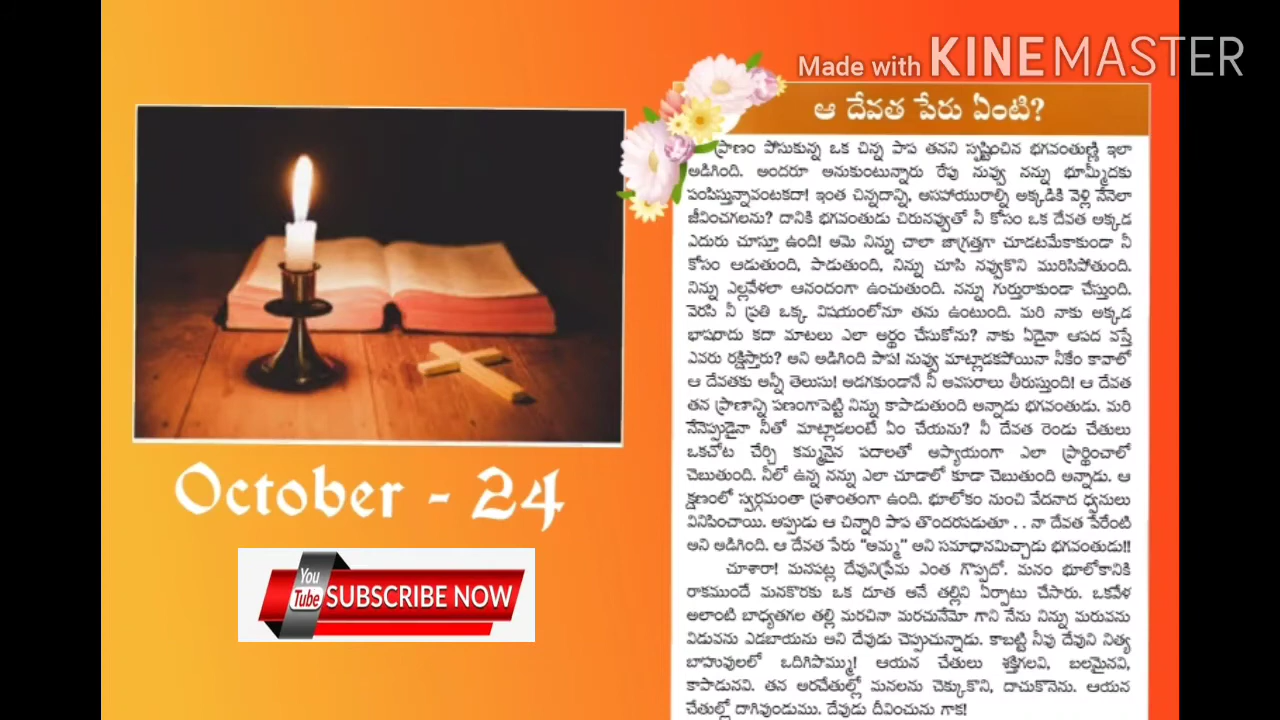 Made with KINEMASTER
ఆ దేవత పేరు ఏంటి?
ప్రాణం పోసుకున్న ఒక చిన్న పాప తనని సృష్టించిన భగవంతుణ్ణి ఇలా
అడిగింది. అందరూ అనుకుంటున్నారు రేపు నువ్వు నన్ను భూమ్మీదకు
పంపిస్తున్నావంటకదా! ఇంత చిన్నదాన్ని, అసహాయురాల్ని అక్కడికి వెళ్లి నేనెలా
జీవించగలను? దానికి భగవంతుడు చిరునవ్వుతో నీ కోసం ఒక దేవత అక్కడ
ఎదురు చూస్తూ ఉంది! ఆమె నిన్ను చాలా జాగ్రత్తగా చూడటమేకాకుండా నీ
కోసం ఆడుతుంది, పాడుతుంది, నిన్ను చూసి నవ్వుకొని మురిసిపోతుంది.
నిన్ను ఎల్లవేళలా ఆనందంగా ఉంచుతుంది. నన్ను గుర్తురాకుండా చేస్తుంది.
వెరసి నీ ప్రతి ఒక్క విషయంలోనూ తను ఉంటుంది. మరి నాకు అక్కడ
భాషరాదు కదా మాటలు ఎలా అర్థం చేసుకోను? నాకు ఏదైనా ఆపద వస్తే
ఎవరు రక్షిస్తారు? అని అడిగింది పాప! నువ్వు మాట్లాడకపోయినా నీకేం కావాలో
ఆ దేవతకు అన్నీ తెలుసు! అడగకుండానే నీ అవసరాలు తీరుస్తుంది! ఆ దేవత
తన ప్రాణాన్ని పణంగాపెట్టి నిన్ను కాపాడుతుంది అన్నాడు భగవంతుడు. మరి
నేనెప్పుడైనా నీతో మాట్లాడలంటే ఏం చేయను? నీ దేవత రెండు చేతులు
ఒకచోట చేర్చి కమ్మనైన పదాలతో అప్యాయంగా ఎలా ప్రార్థించాలో
చెబుతుంది. నీలో ఉన్న నన్ను ఎలా చూడాలో కూడా చెబుతుంది అన్నాడు. ఆ
క్షణంలో స్వర్గమంతా ప్రశాంతంగా ఉంది. భూలోకం నుంచి వేదనాద ధ్వనులు
వినిపించాయి. అప్పుడు ఆ చిన్నారి పాప తొందరపడుతూ . . నా దేవత పేరేంటి
అని అడిగింది. ఆ దేవత పేరు "అమ్మ" అని సమాధానమిచ్చాడు భగవంతుడు!!
చూశారా! మనపట్ల దేవునిప్రేమ ఎంత గొప్పదో. మనం భూలోకానికి
రాకముందే మనకొరకు ఒక దూత అనే తల్లిని ఏర్పాటు చేసారు. ఒకవేళ
అలాంటి బాధ్యతగల తల్లి మరచినా మరచునేమో గాని నేను నిన్ను మరువను
విడువను ఎడబాయను అని దేవుడు చెప్పుచున్నాడు. కాబట్టి నీవు దేవుని నిత్య
బాహువులలో ఒదిగిపొమ్ము! ఆయన చేతులు శక్తిగలవి, బలమైనవి,
కాపాడునవి. తన అరచేతుల్లో మనలను చెక్కుకొని, దాచుకొనెను. ఆయన
చేతుల్లో దాగివుండుము. దేవుడు దీవించును గాక!
October - 24
You
Tube SUBSCRIBE NOW